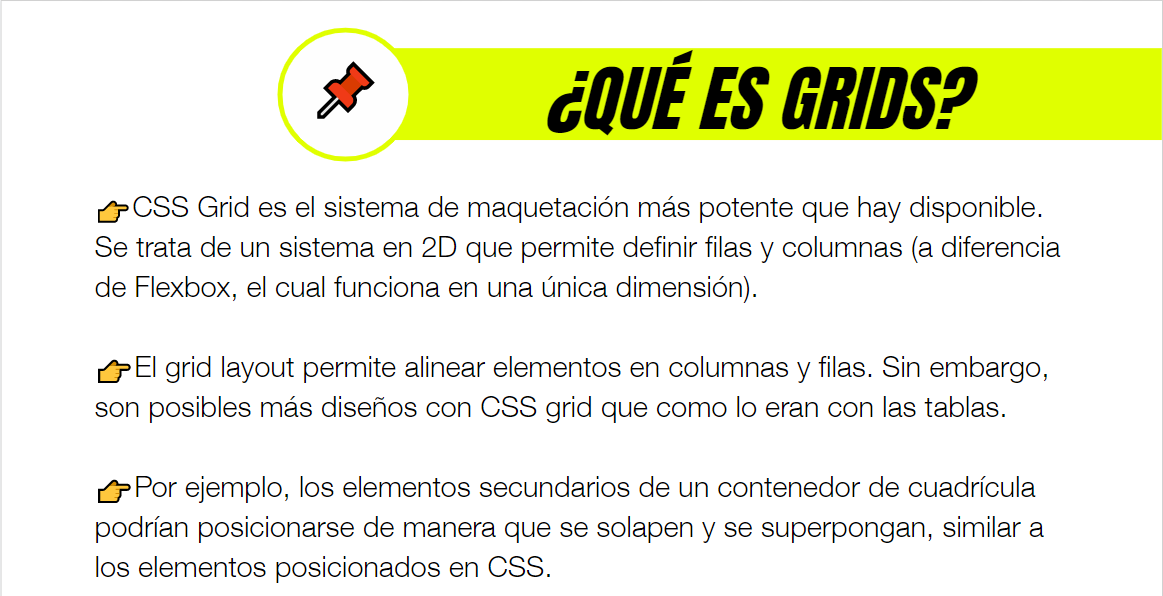 ¿QUÉ ES GRIDS?
👉CSS Grid es el sistema de maquetación más potente que hay disponible.
Se trata de un sistema en 2D que permite definir filas y columnas (a diferencia
de Flexbox, el cual funciona en una única dimensión).
👉El grid layout permite alinear elementos en columnas y filas. Sin embargo,
son posibles más diseños con CSS grid que como lo eran con las tablas.
👉Por ejemplo, los elementos secundarios de un contenedor de cuadrícula
podrían posicionarse de manera que se solapen y se superpongan, similar a
los elementos posicionados en CSS.